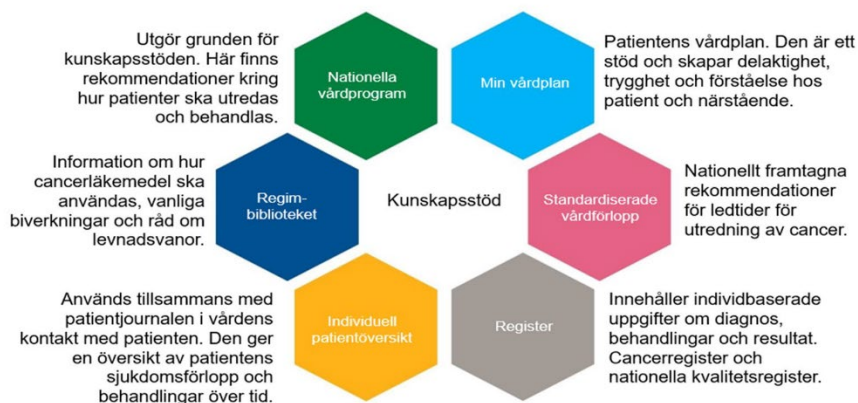 Utgör grunden för
kunskapsstöden. Här finns
rekommendationer kring
hur patienter ska utredas
och behandlas.
Nationella
vårdprogram
Min vårdplan
Patientens vårdplan. Den är ett
stöd och skapar delaktighet,
trygghet och förståelse hos
patient och närstående.
Information om hur
cancerläkemedel ska
användas, vanliga
biverkningar och råd om
levnadsvanor.
Regim-
biblioteket
Kunskapsstöd
Standardiserade
vårdförlopp
Nationellt framtagna
rekommendationer
för ledtider för
utredning av cancer.
Används tillsammans med
patientjournalen i vårdens
kontakt med patienten. Den ger
en översikt av patientens
sjukdomsförlopp och
behandlingar över tid.
Individuell
patientöversikt
Register
Innehåller individbaserade
uppgifter om diagnos,
behandlingar och resultat.
Cancerregister och
nationella kvalitetsregister.